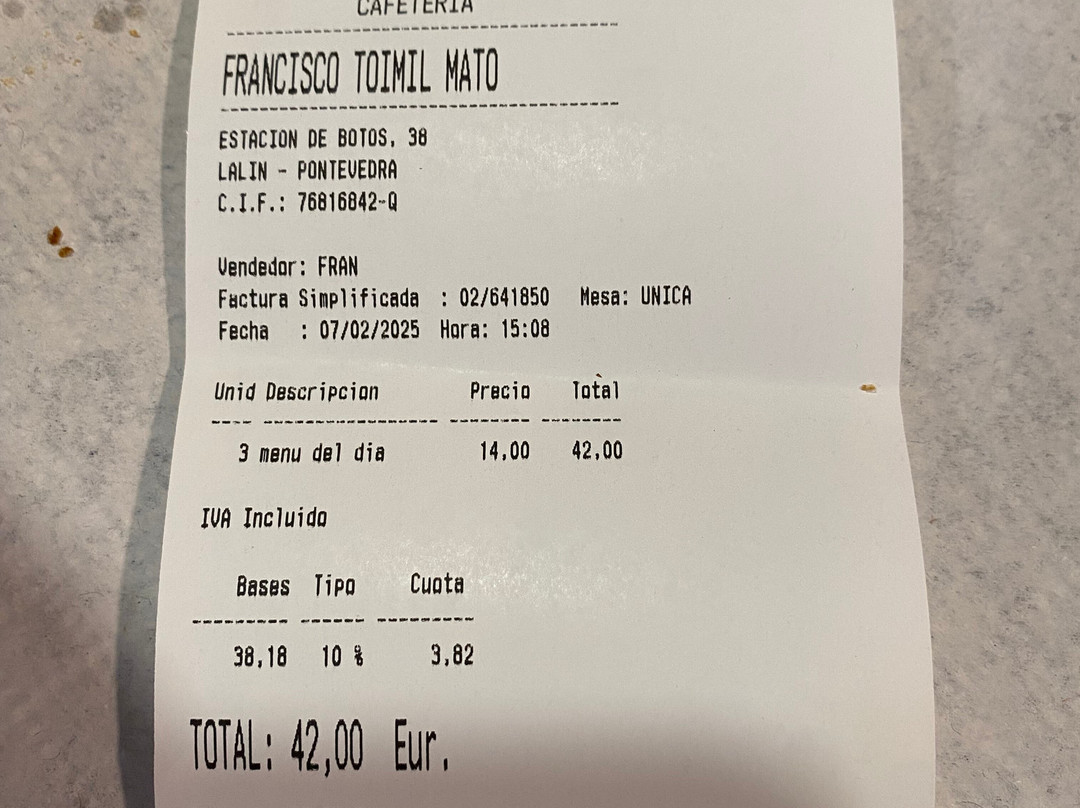 CAFETERIA
FRANCISCO TOIMIL MATO
ESTACION DE BOTOS, 38
LALIN - PONTEVEDRA
C.I.F.: 76816842-Q
Vendedor: FRAN
Factura Simplificada : 02/641850 Mesa: UNICA
Fecha : 07/02/2025 Hora: 15:08
Unid Descripcion Precio Total
3 menu del dia 14,00 42,00
IVA Incluido
Bases Tipo Cuota
38,18 10 % 3,82
TOTAL: 42,00 Eur.